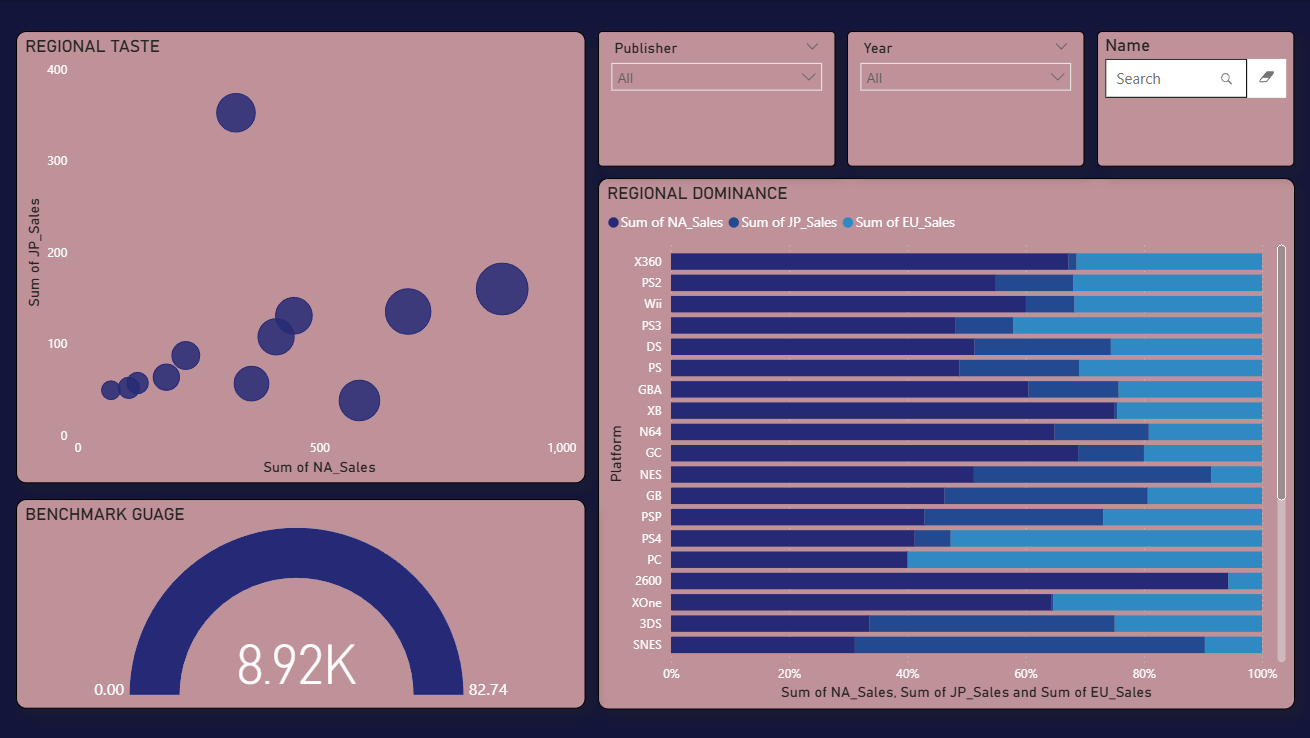 REGIONAL TASTE
400
300
200
100
0
Sum of JP_Sales
0 500 1,000
Sum of NA_Sales
Publisher
All
Year
All
Name
Search
REGIONAL DOMINANCE
Sum of NA_Sales Sum of JP_Sales Sum of EU_Sales
Platform
X360
PS2
Wii
PS3
DS
PS
GBA
XB
N64
GC
NES
GB
PSP
PS4
PC
2600
XOne
3DS
SNES
0% 20% 40% 60% 80% 100%
Sum of NA_Sales, Sum of JP_Sales and Sum of EU_Sales
BENCHMARK GUAGE
8.92K
0.00 82.74